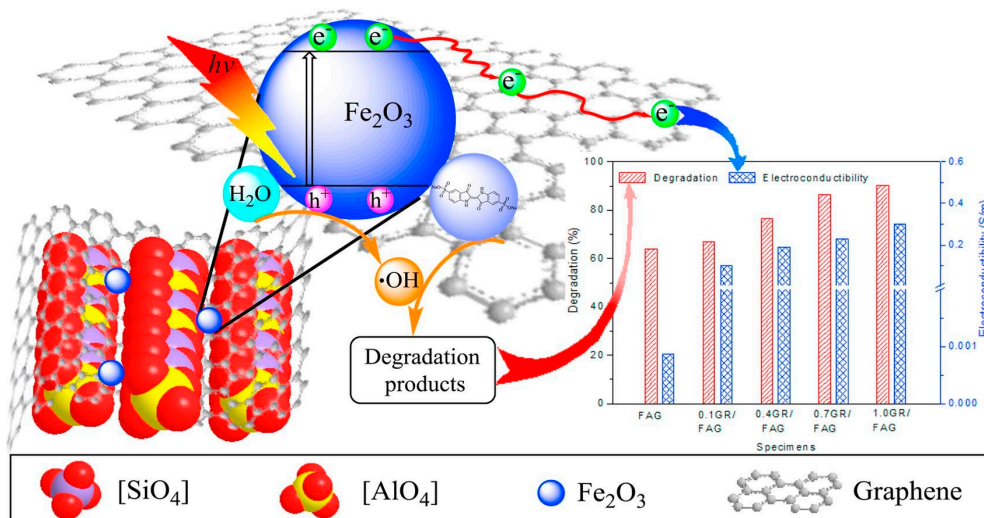 e⁻ e⁻
hν
e⁻
Fe₂O₃
e⁻
H₂O
h⁺ h⁺
•OH
Degradation
products
Degradation Electroconductibility
100
80
60
40
20
0
Degradation (%)
0.6
0.4
0.2
0.001
0.000
Electroconductibility (S/m)
FAG 0.1GR/ 0.4GR/ 0.7GR/ 1.0GR/
FAG FAG FAG FAG
Specimens
[SiO₄] [AlO₄] Fe₂O₃ Graphene